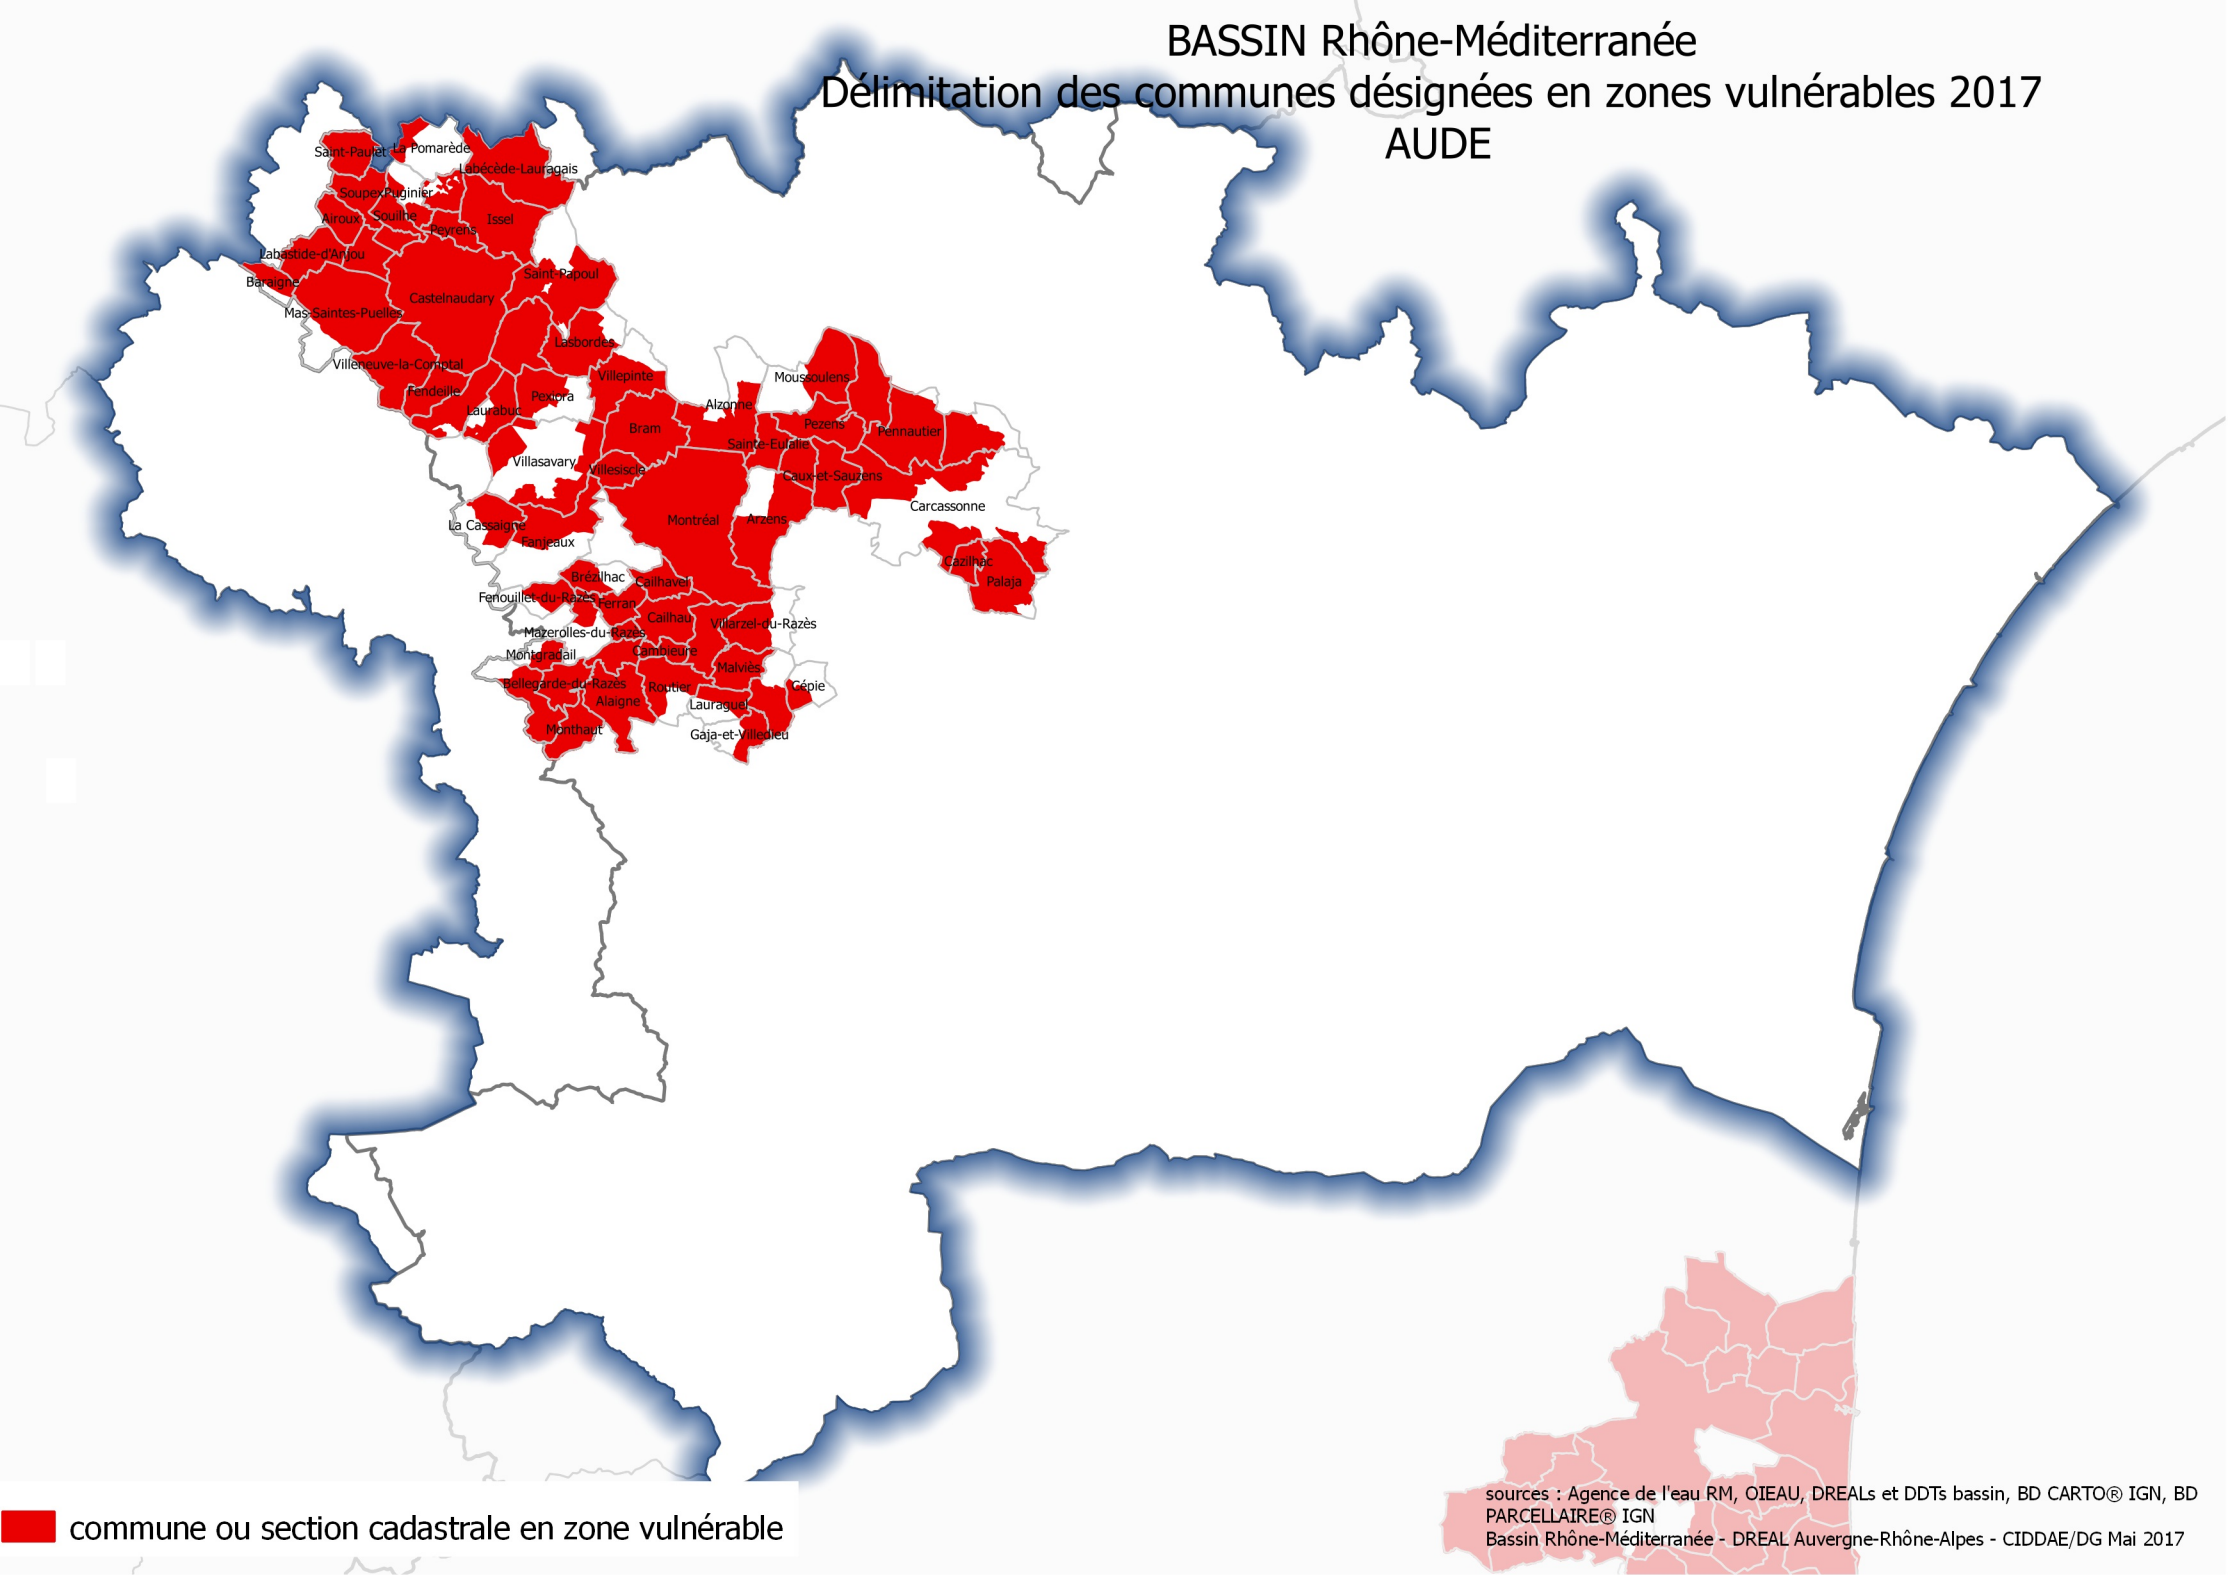 BASSIN Rhône-Méditerranée
Délimitation des communes désignées en zones vulnérables 2017
AUDE
Saint-Paulet
La Pomarède
Labécède-Lauragais
Soupex
Puginier
Airoux
Souilhe
Issel
Peyrens
Labastide-d'Anjou
Saint-Papoul
Baraigne
Castelnaudary
Mas-Saintes-Puelles
Lasbordes
Villeneuve-la-Comptal
Villepinte
Moussoulens
Fendeille
Pexiora
Alzonne
Laurabuc
Bram
Pezens
Pennautier
Sainte-Eulalie
Villasavary
Villesiscle
Caux-et-Sauzens
Carcassonne
La Cassaigne
Montréal
Arzens
Fanjeaux
Cazilhac
Brézilhac
Cailhavel
Palaja
Fenouillet-du-Razès
Ferran
Cailhau
Villarzel-du-Razès
Mazerolles-du-Razès
Montgradail
Cambieure
Malviès
Bellegarde-du-Razès
Routier
Cépie
Alaigne
Lauraguel
Monthaut
Gaja-et-Villedieu
commune ou section cadastrale en zone vulnérable
sources : Agence de l'eau RM, OIEAU, DREALs et DDTs bassin, BD CARTO® IGN, BD
PARCELLAIRE® IGN
Bassin Rhône-Méditerranée - DREAL Auvergne-Rhône-Alpes - CIDDAE/DG Mai 2017